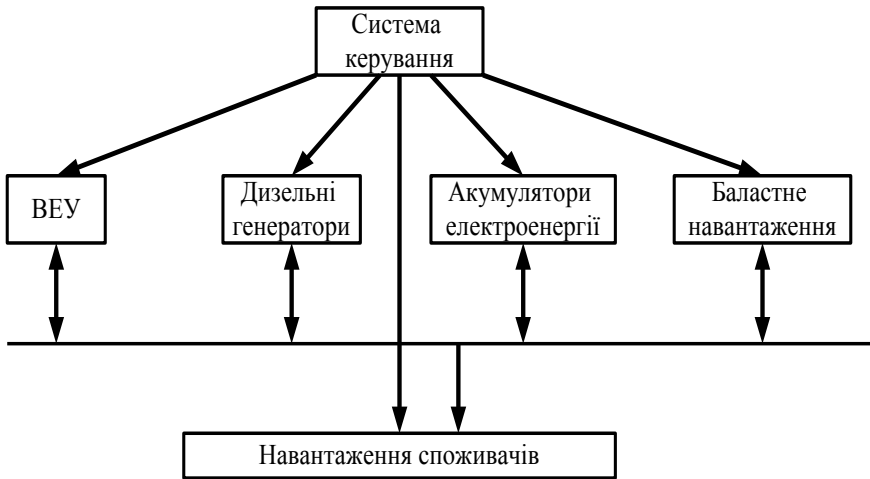 Система
керування
ВЕУ
Дизельні
генератори
Акумулятори
електроенергії
Баластне
навантаження
Навантаження споживачів